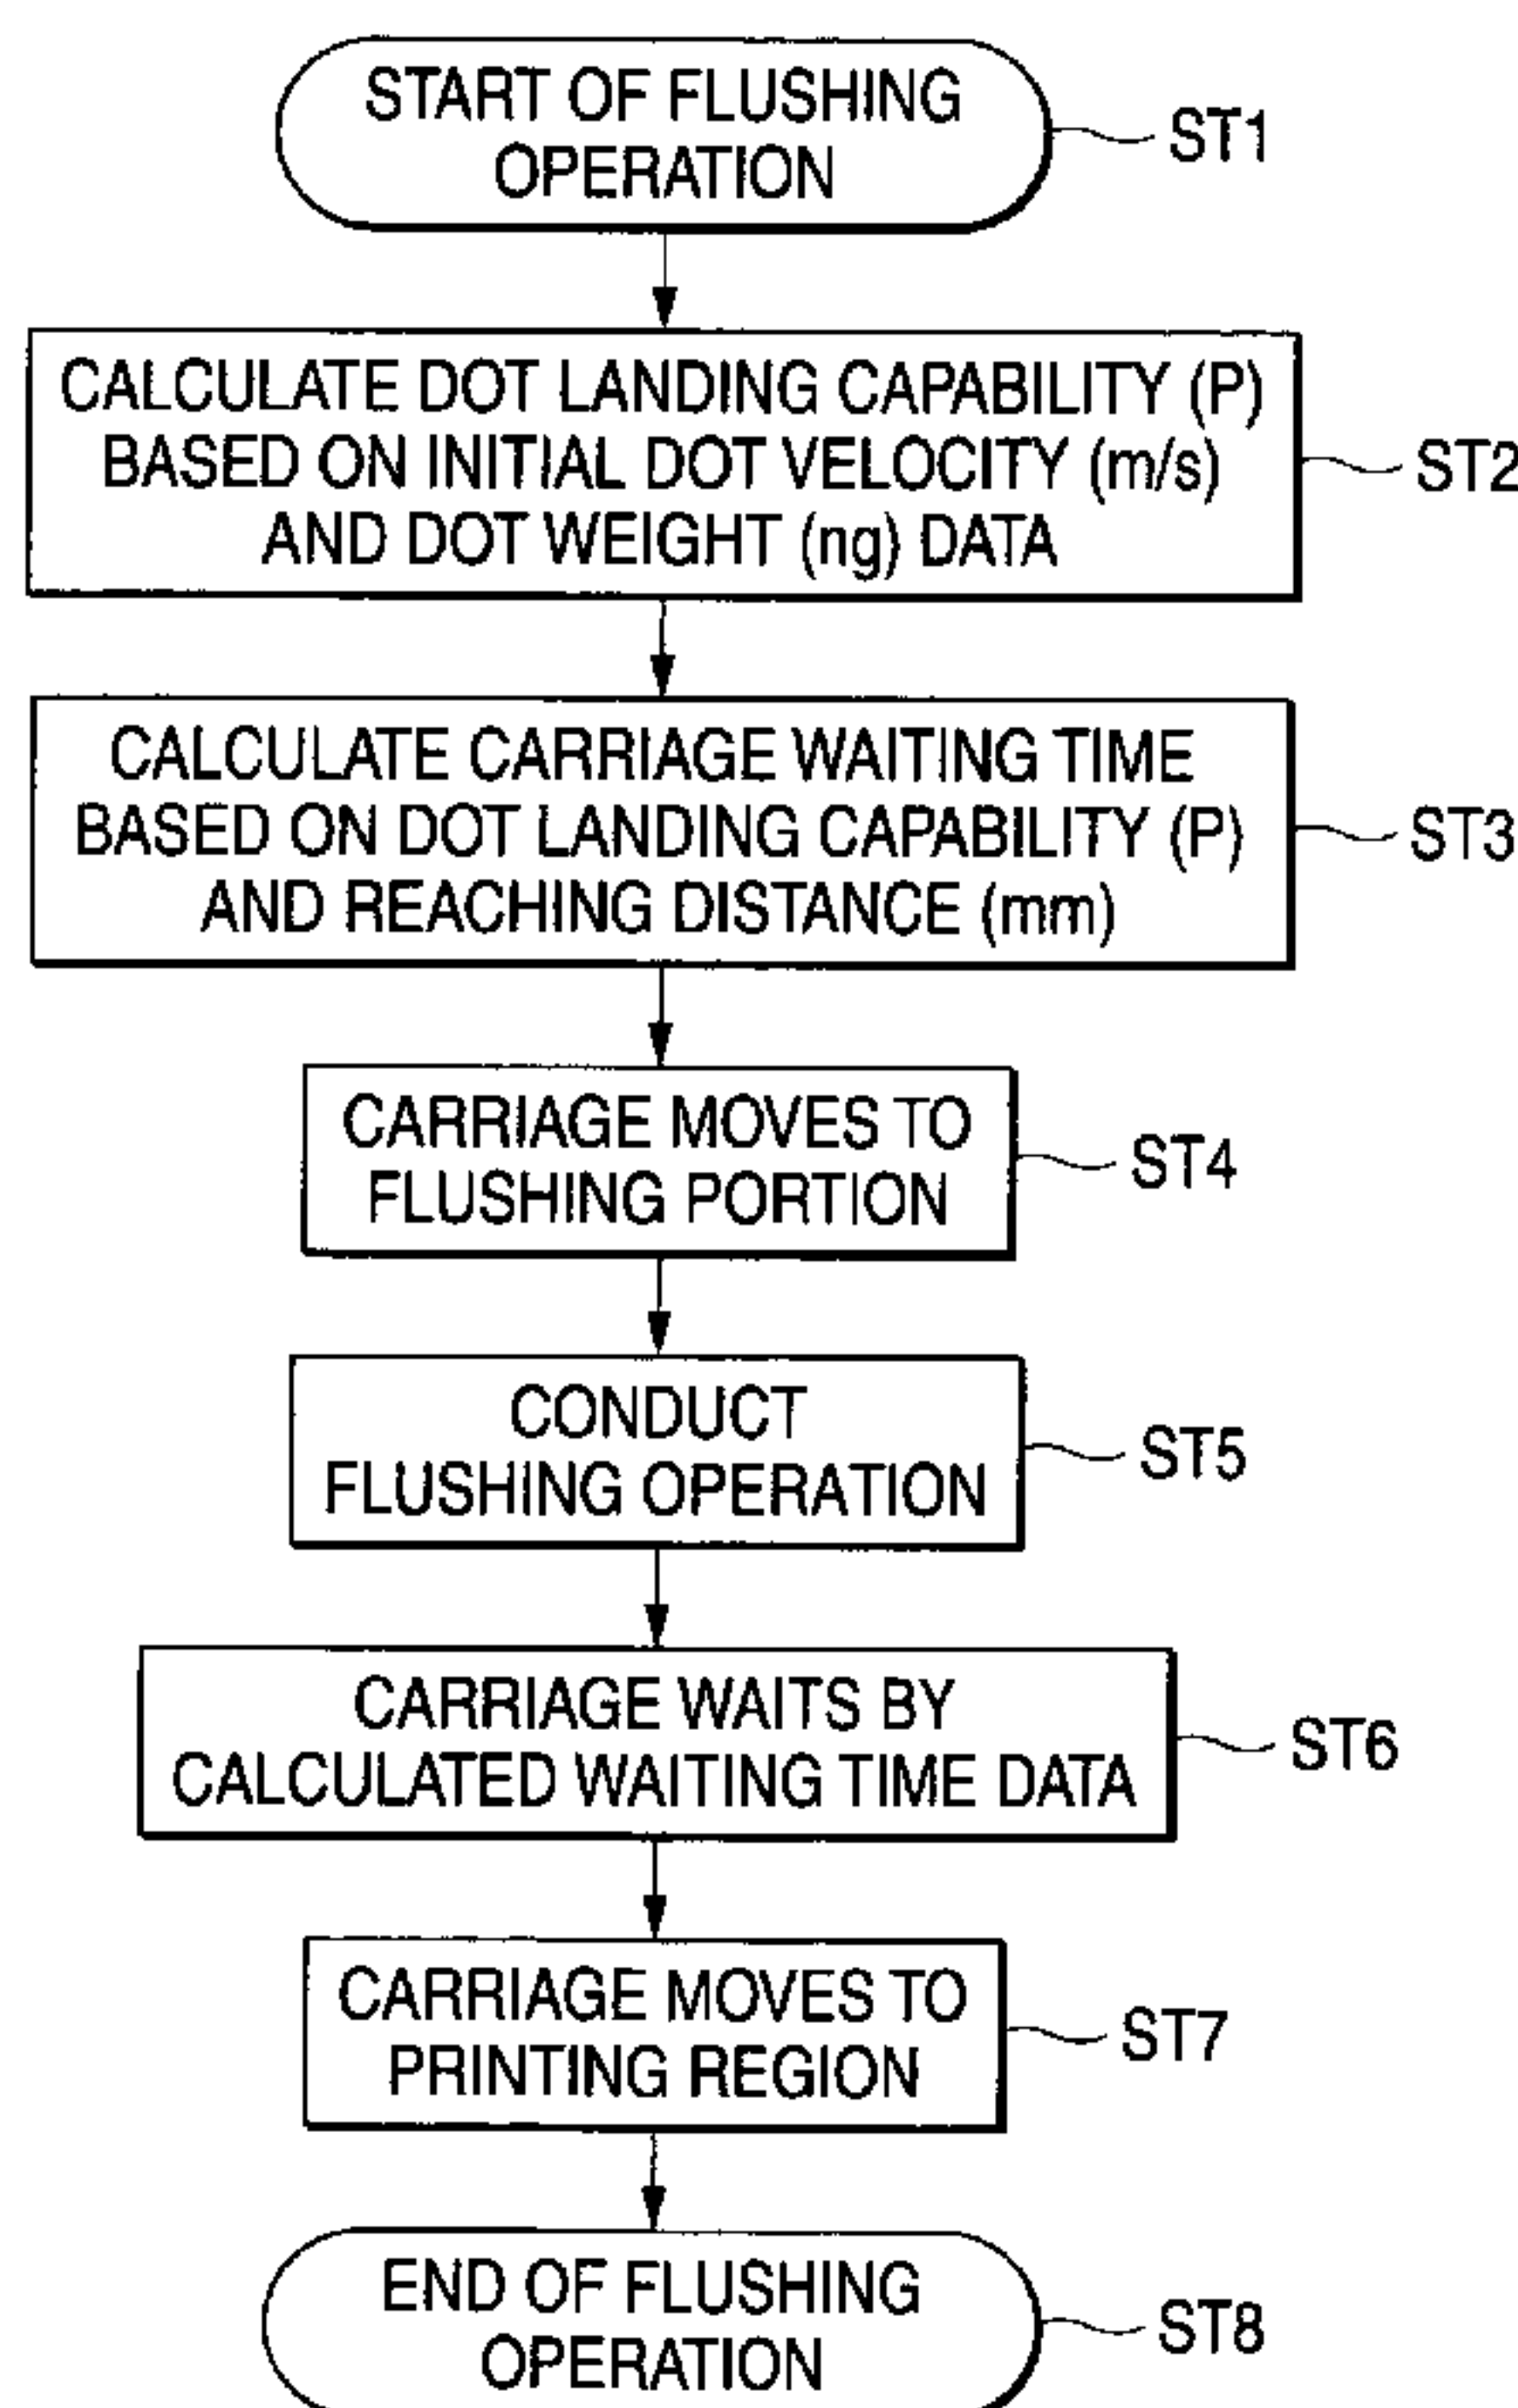 START OF FLUSHING
OPERATION
ST1
CALCULATE DOT LANDING CAPABILITY (P)
BASED ON INITIAL DOT VELOCITY (m/s)
AND DOT WEIGHT (ng) DATA
ST2
CALCULATE CARRIAGE WAITING TIME
BASED ON DOT LANDING CAPABILITY (P)
AND REACHING DISTANCE (mm)
ST3
CARRIAGE MOVES TO
FLUSHING PORTION
ST4
CONDUCT
FLUSHING OPERATION
ST5
CARRIAGE WAITS BY
CALCULATED WAITING TIME DATA
ST6
CARRIAGE MOVES TO
PRINTING REGION
ST7
END OF FLUSHING
OPERATION
ST8